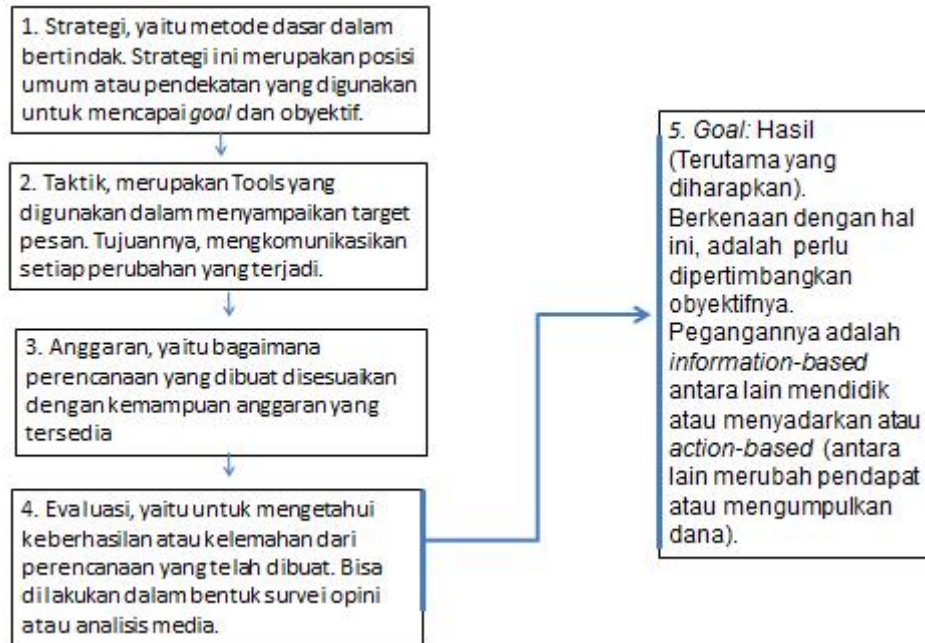 1. Strategi, yaitu metode dasar dalam
bertindak. Strategi ini merupakan posisi
umum atau pendekatan yang digunakan
untuk mencapai goal dan obyektif.
2. Taktik, merupakan Tools yang
digunakan dalam menyampaikan target
pesan. Tujuannya, mengkomunikasikan
setiap perubahan yang terjadi.
3. Anggaran, yaitu bagaimana
perencanaan yang dibuat disesuaikan
dengan kemampuan anggaran yang
tersedia
4. Evaluasi, yaitu untuk mengetahui
keberhasilan atau kelemahan dari
perencanaan yang telah dibuat. Bisa
dilakukan dalam bentuk survei opini
atau analisis media.
5. Goal: Hasil
(Terutama yang
diharapkan).
Berkenaan dengan hal
ini, adalah perlu
dipertimbangkan
obyektifnya.
Pegangannya adalah
information-based
antara lain mendidik
atau menyadarkan atau
action-based (antara
lain merubah pendapat
atau mengumpulkan
dana).